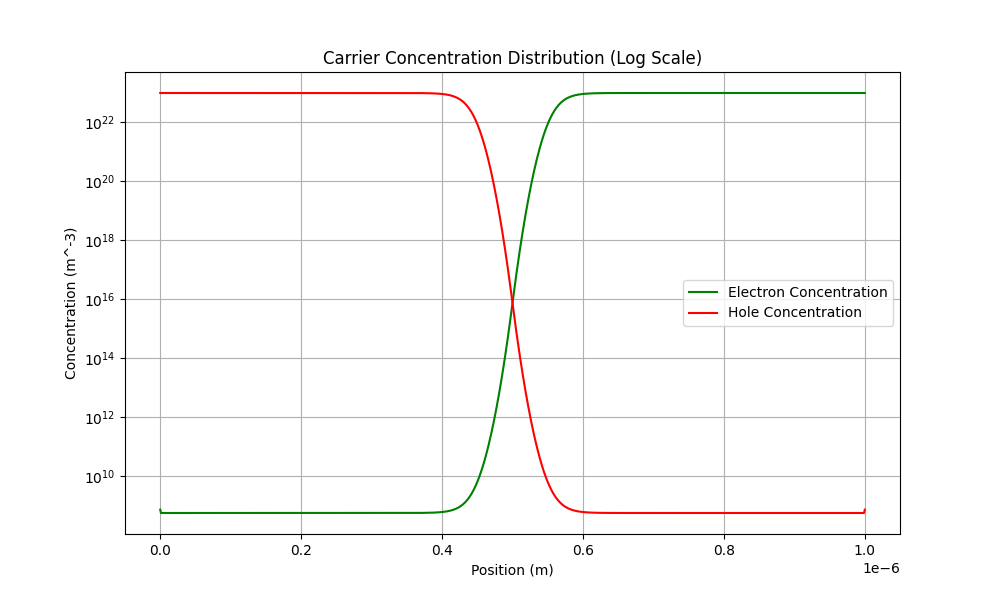 Carrier Concentration Distribution (Log Scale)
Concentration (m^-3)
10^22
10^20
10^18
10^16
10^14
10^12
10^10
Electron Concentration
Hole Concentration
0.0 0.2 0.4 0.6 0.8 1.0
1e−6
Position (m)